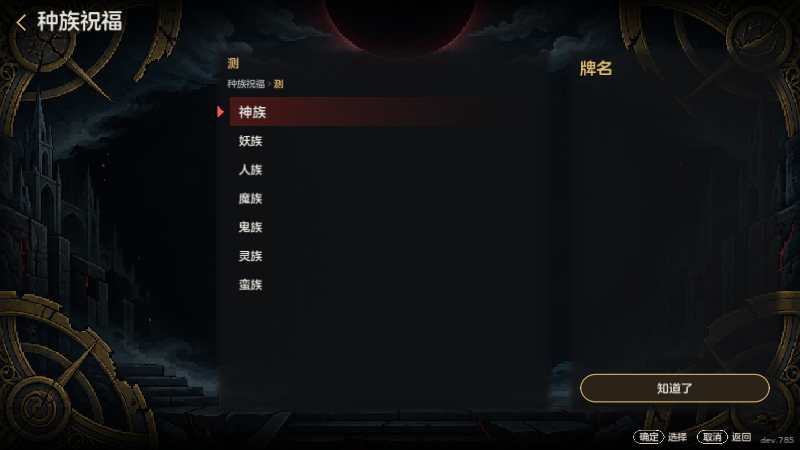 种族祝福
测
种族祝福 › 测
神族
妖族
人族
魔族
鬼族
灵族
蛮族
牌名
知道了
确定 选择 取消 返回
dev.785